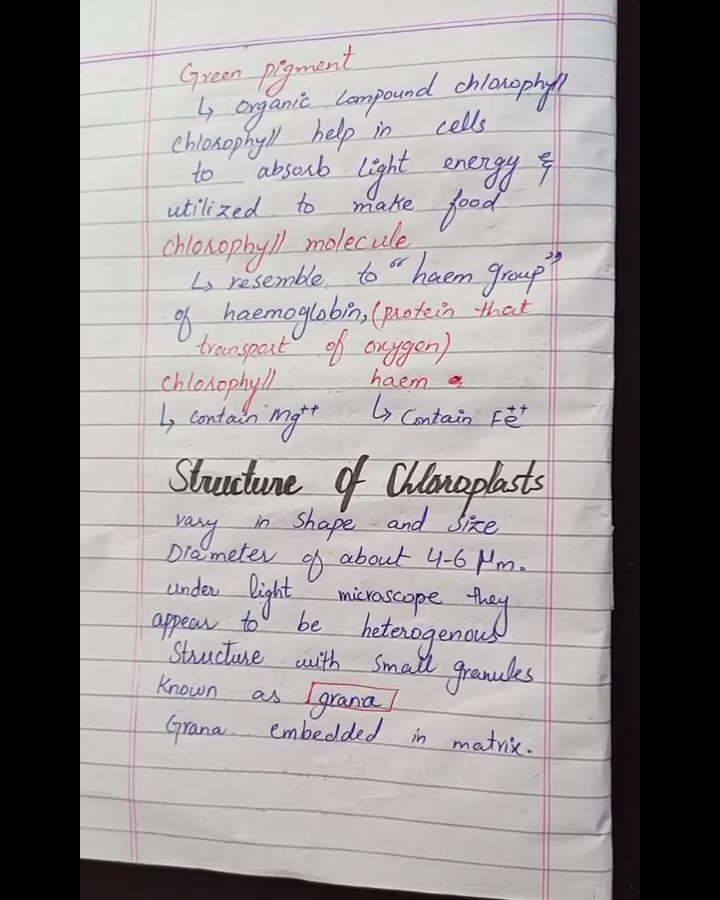 Green pigment
↳ organic compound chlorophyll
chlorophyll help in cells
to absorb light energy &
utilized to make food
chlorophyll molecule
↳ resemble to "haem group"
of haemoglobin, (protein that
transport of oxygen)
chlorophyll haem
↳ contain Mg++ ↳ Contain Fe++
Structure of Chloroplasts
vary in shape and size
Diameter of about 4-6 μm.
under light microscope they
appear to be heterogenous
Structure with small granules
Known as grana
Grana embedded in matrix.